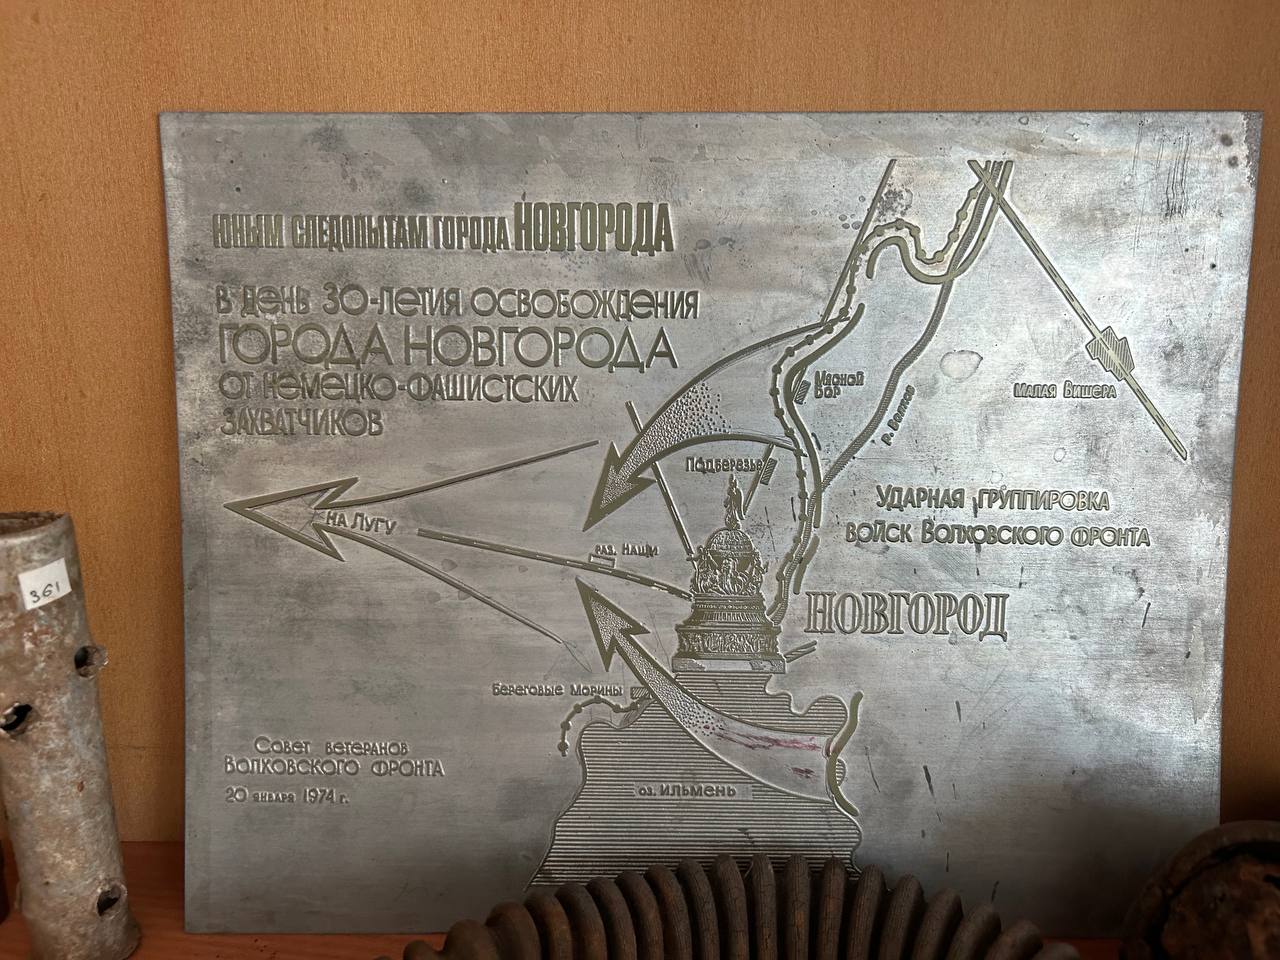 ЮНЫМ СЛЕДОПЫТАМ ГОРОДА НОВГОРОДА
В ДЕНЬ 30-ЛЕТИЯ ОСВОБОЖДЕНИЯ
ГОРОДА НОВГОРОДА
ОТ НЕМЕЦКО-ФАШИСТСКИХ
ЗАХВАТЧИКОВ
Мясной
Бор
р. Волхов
Малая Вишера
Подберезье
УДАРНАЯ ГРУППИРОВКА
ВОЙСК ВОЛХОВСКОГО ФРОНТА
НА ЛУГУ
раз. Нащи
НОВГОРОД
Береговые Морины
оз. ИЛЬМЕНЬ
СОВЕТ ВЕТЕРАНОВ
ВОЛХОВСКОГО ФРОНТА
20 ЯНВАРЯ 1974 г.
361